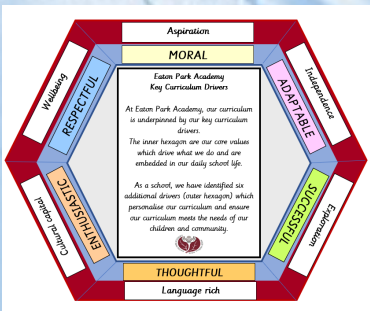 Aspiration
MORAL
Wellbeing
RESPECTFUL
Independence
ADAPTABLE
Eaton Park Academy
Key Curriculum Drivers
At Eaton Park Academy, our curriculum
is underpinned by our key curriculum
drivers.
The inner hexagon are our core values
which drive what we do and are
embedded in our daily school life.
As a school, we have identified six
additional drivers (outer hexagon) which
personalise our curriculum and ensure
our curriculum meets the needs of our
children and community.
Cultural capital
ENTHUSIASTIC
SUCCESSFUL
Exploration
THOUGHTFUL
Language rich